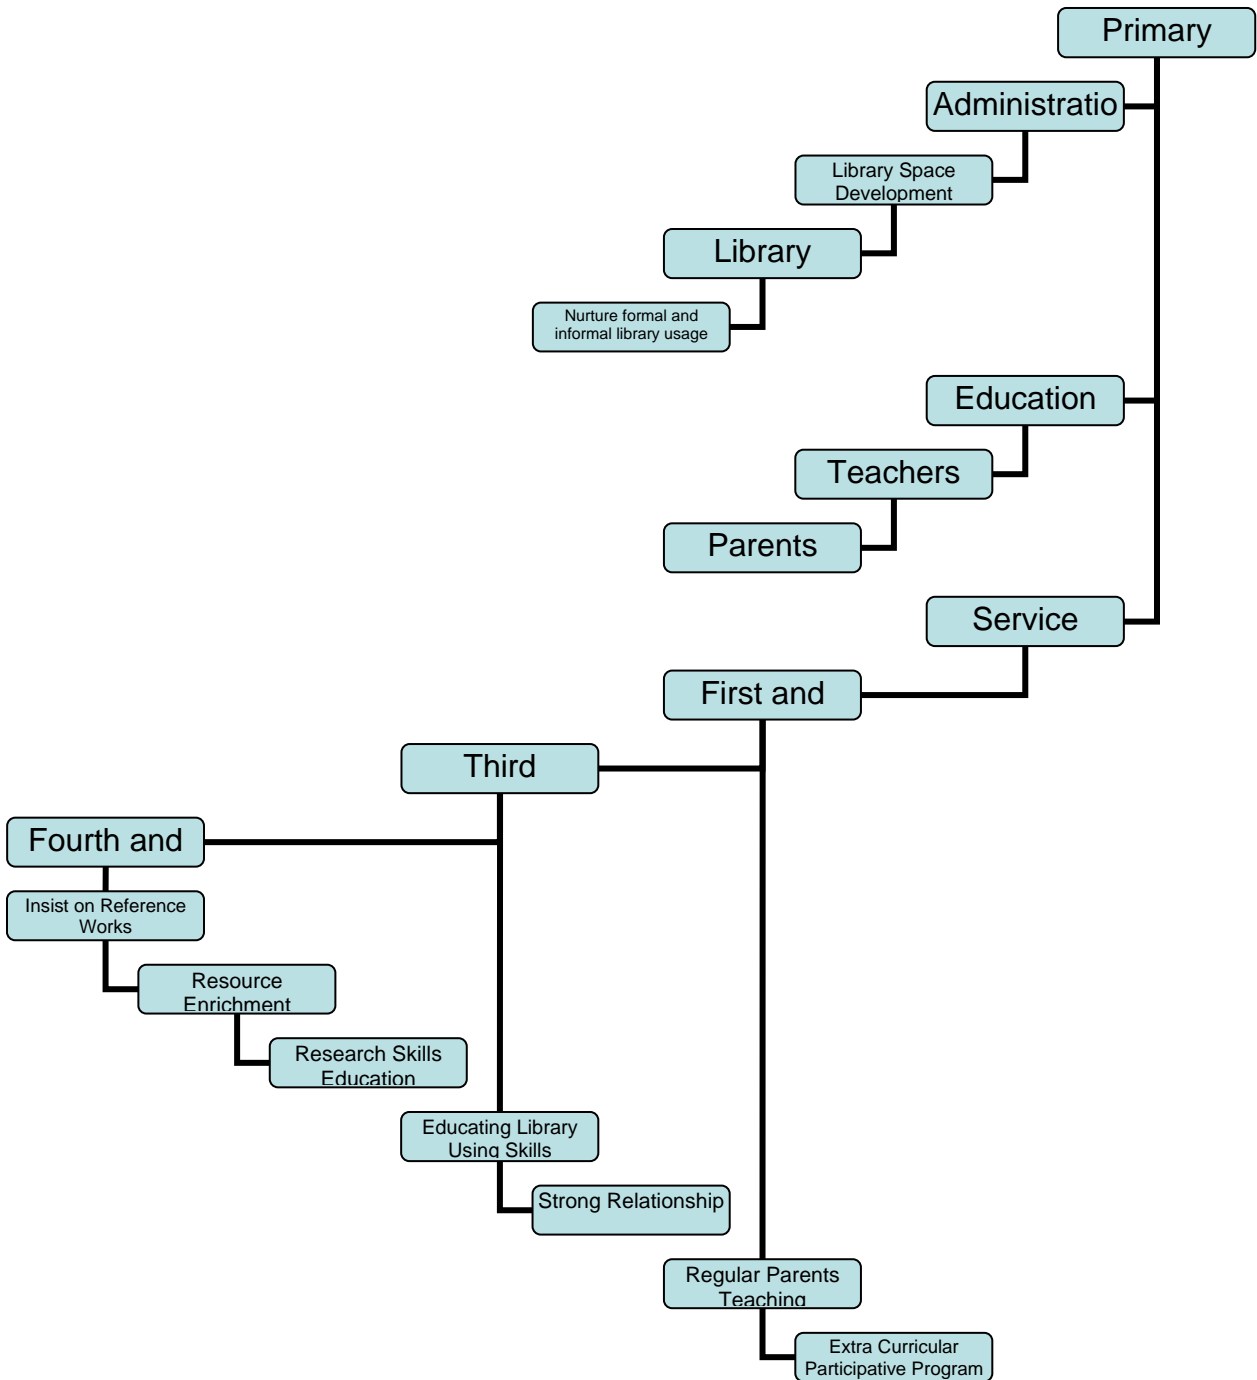 Primary
Administratio
Library Space
Development
Library
Nurture formal and
informal library usage
Education
Teachers
Parents
Service
First and
Third
Fourth and
Insist on Reference
Works
Resource
Enrichment
Research Skills
Education
Educating Library
Using Skills
Strong Relationship
Regular Parents
Teaching
Extra Curricular
Participative Program